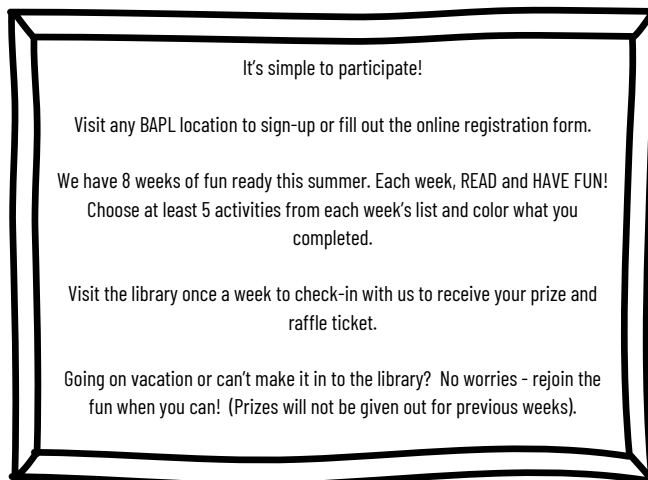 It's simple to participate!
Visit any BAPL location to sign-up or fill out the online registration form.
We have 8 weeks of fun ready this summer. Each week, READ and HAVE FUN!
Choose at least 5 activities from each week's list and color what you
completed.
Visit the library once a week to check-in with us to receive your prize and
raffle ticket.
Going on vacation or can't make it in to the library?  No worries - rejoin the
fun when you can!  (Prizes will not be given out for previous weeks).